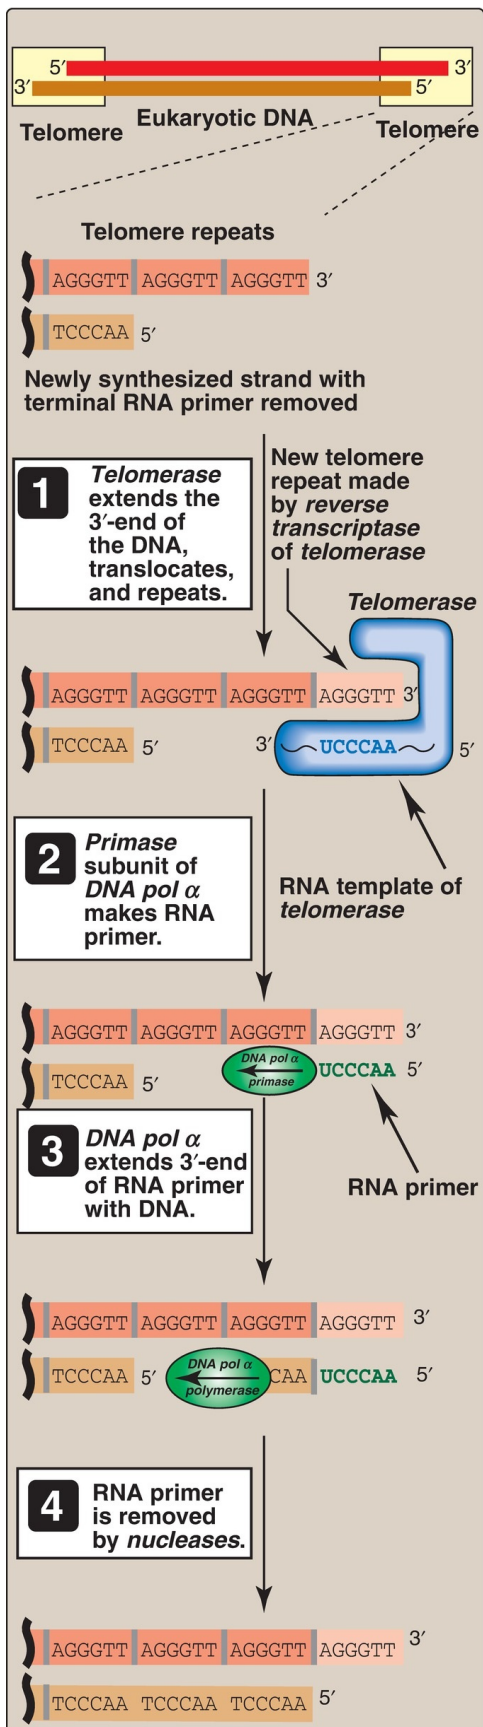 5′ 3′
3′ 5′
Telomere Eukaryotic DNA Telomere
Telomere repeats
AGGGTT AGGGTT AGGGTT 3′
TCCCAA 5′
Newly synthesized strand with
terminal RNA primer removed
1
Telomerase
extends the
3′-end of
the DNA,
translocates,
and repeats.
New telomere
repeat made
by reverse
transcriptase
of telomerase
Telomerase
AGGGTT AGGGTT AGGGTT AGGGTT 3′
TCCCAA 5′ 3′ UCCCAA 5′
2
Primase
subunit of
DNA pol α
makes RNA
primer.
RNA template of
telomerase
AGGGTT AGGGTT AGGGTT AGGGTT 3′
DNA pol α
primase
TCCCAA 5′ UCCCAA 5′
3
DNA pol α
extends 3′-end
of RNA primer
with DNA.
RNA primer
AGGGTT AGGGTT AGGGTT AGGGTT 3′
DNA pol α
polymerase
TCCCAA 5′ CAA UCCCAA 5′
4
RNA primer
is removed
by nucleases.
AGGGTT AGGGTT AGGGTT AGGGTT 3′
TCCCAA TCCCAA TCCCAA 5′